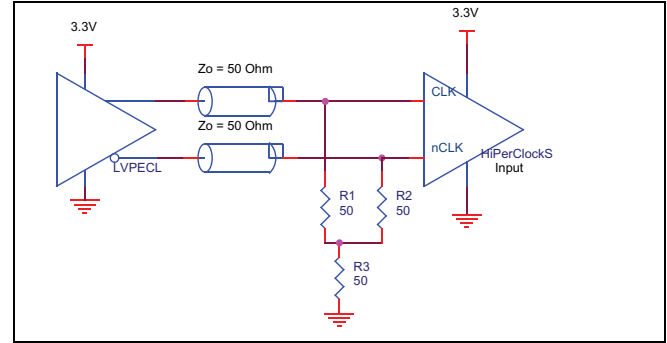 3.3V
3.3V
Zo = 50 Ohm
CLK
Zo = 50 Ohm
nCLK
LVPECL
HiPerClockS
Input
R1
50
R2
50
R3
50